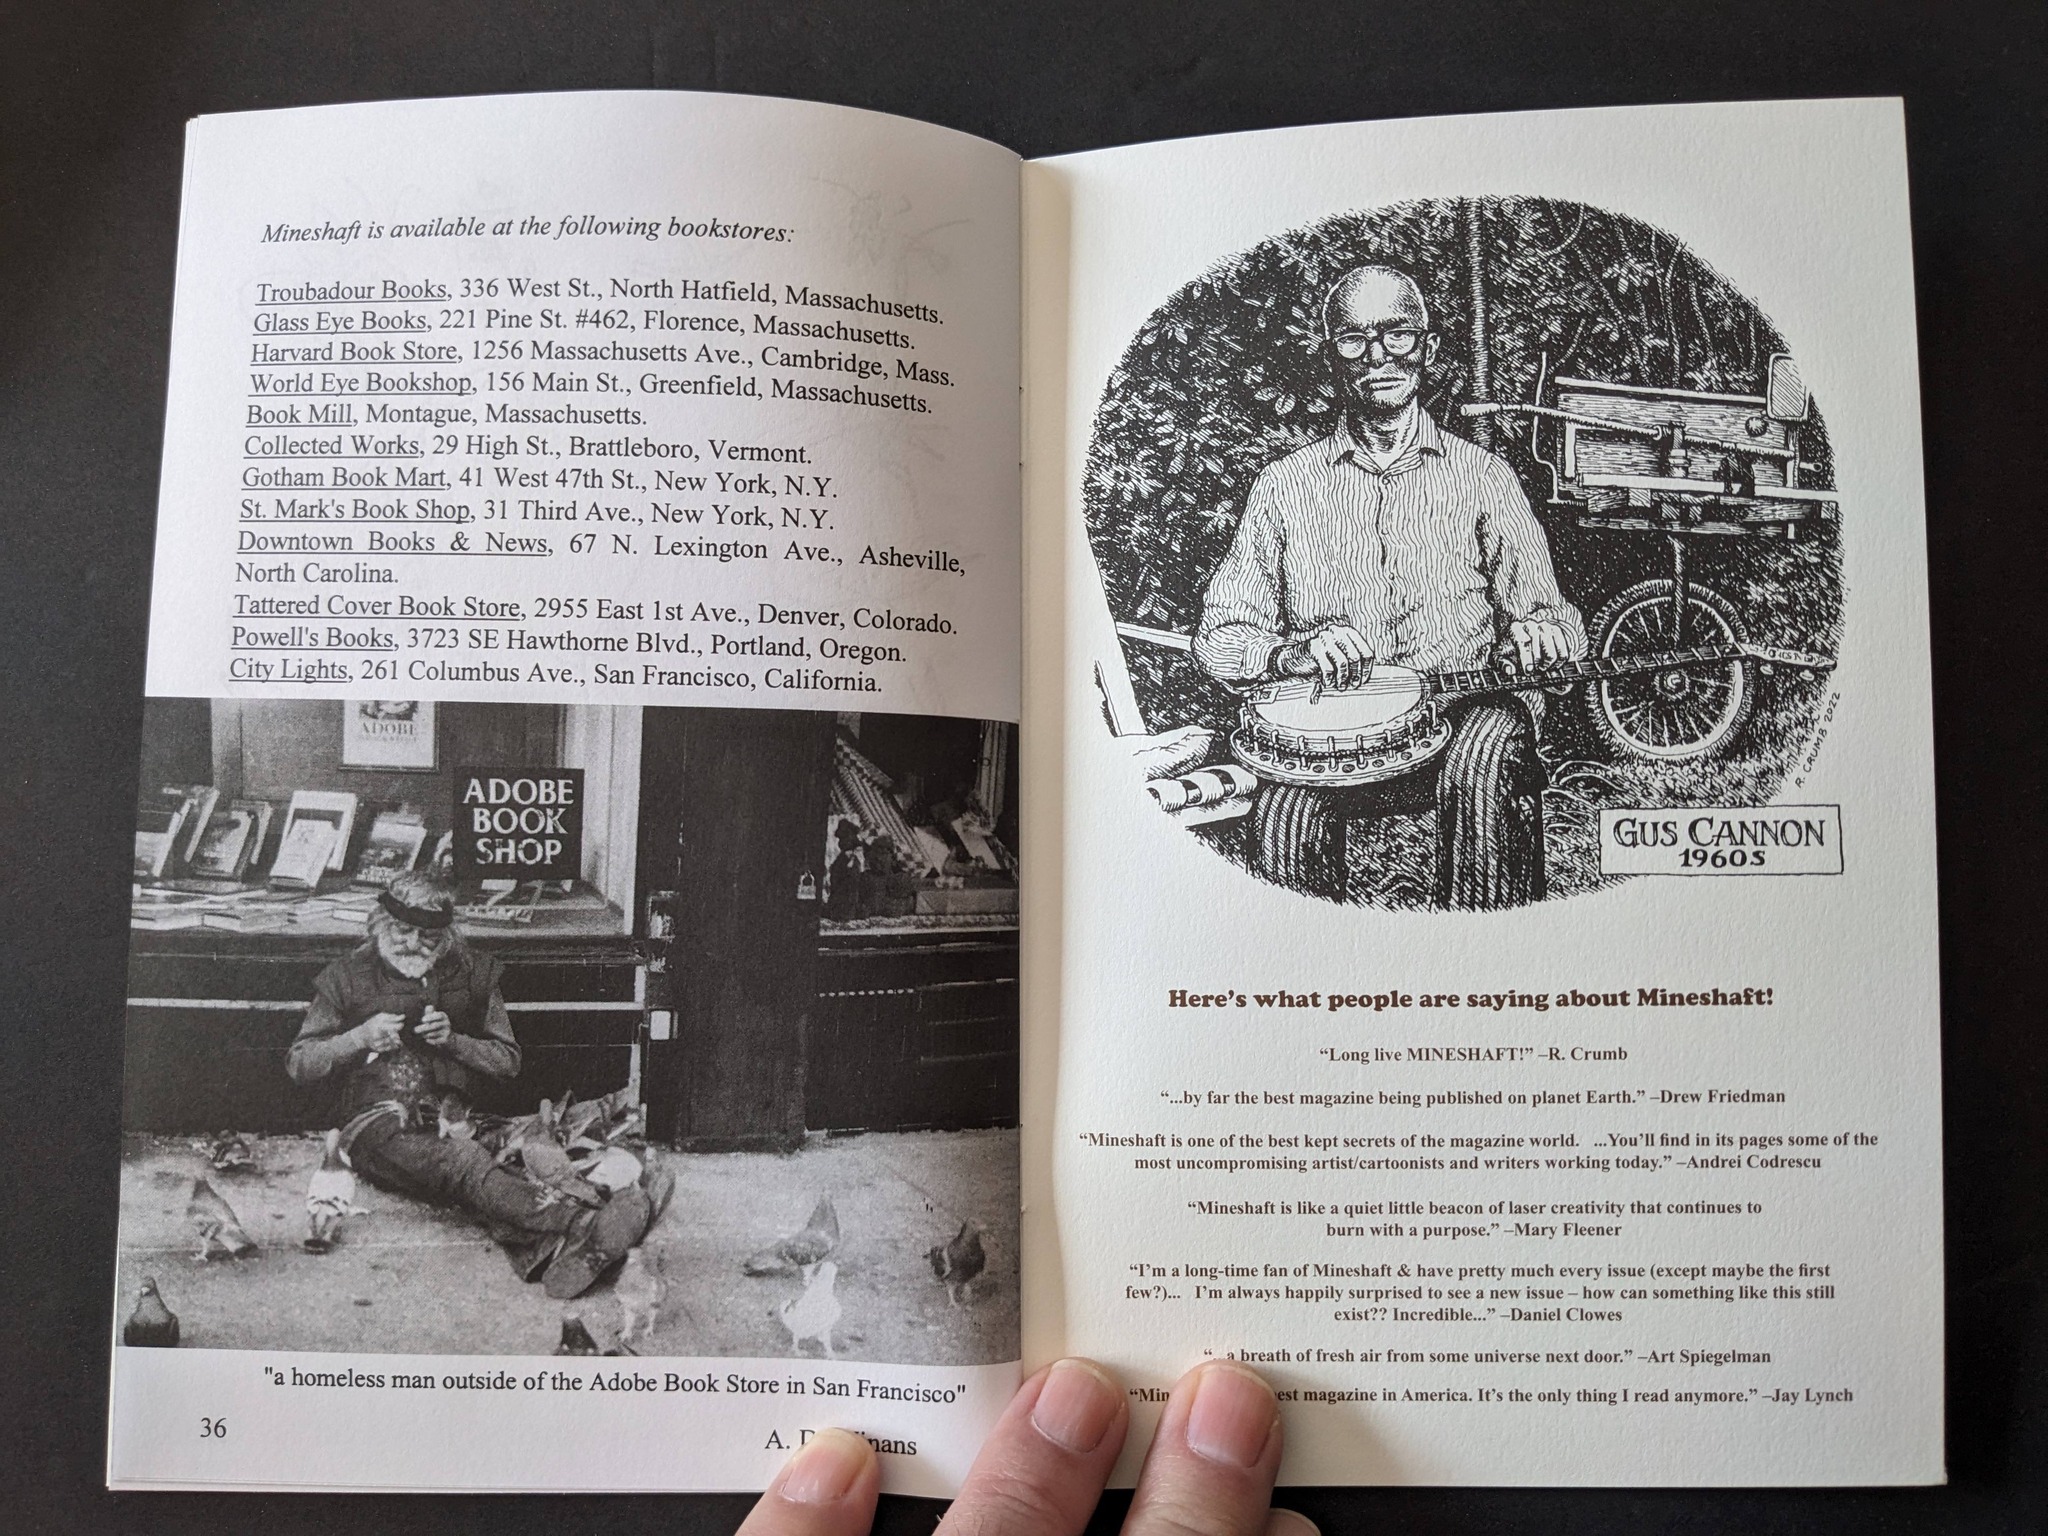 Mineshaft is available at the following bookstores:
Troubadour Books, 336 West St., North Hatfield, Massachusetts.
Glass Eye Books, 221 Pine St. #462, Florence, Massachusetts.
Harvard Book Store, 1256 Massachusetts Ave., Cambridge, Mass.
World Eye Bookshop, 156 Main St., Greenfield, Massachusetts.
Book Mill, Montague, Massachusetts.
Collected Works, 29 High St., Brattleboro, Vermont.
Gotham Book Mart, 41 West 47th St., New York, N.Y.
St. Mark's Book Shop, 31 Third Ave., New York, N.Y.
Downtown Books & News, 67 N. Lexington Ave., Asheville,
North Carolina.
Tattered Cover Book Store, 2955 East 1st Ave., Denver, Colorado.
Powell's Books, 3723 SE Hawthorne Blvd., Portland, Oregon.
City Lights, 261 Columbus Ave., San Francisco, California.
ADOBE
ADOBE
BOOK
SHOP
"a homeless man outside of the Adobe Book Store in San Francisco"
36
A.
R. CRUMB 2022
GUS CANNON
1960S
Here's what people are saying about Mineshaft!
“Long live MINESHAFT!” –R. Crumb
“...by far the best magazine being published on planet Earth.” –Drew Friedman
“Mineshaft is one of the best kept secrets of the magazine world. ...You'll find in its pages some of the
most uncompromising artist/cartoonists and writers working today.” –Andrei Codrescu
“Mineshaft is like a quiet little beacon of laser creativity that continues to
burn with a purpose.” –Mary Fleener
“I'm a long-time fan of Mineshaft & have pretty much every issue (except maybe the first
few?)... I'm always happily surprised to see a new issue – how can something like this still
exist?? Incredible...” –Daniel Clowes
“...a breath of fresh air from some universe next door.” –Art Spiegelman
magazine in America. It's the only thing I read anymore.” –Jay Lynch